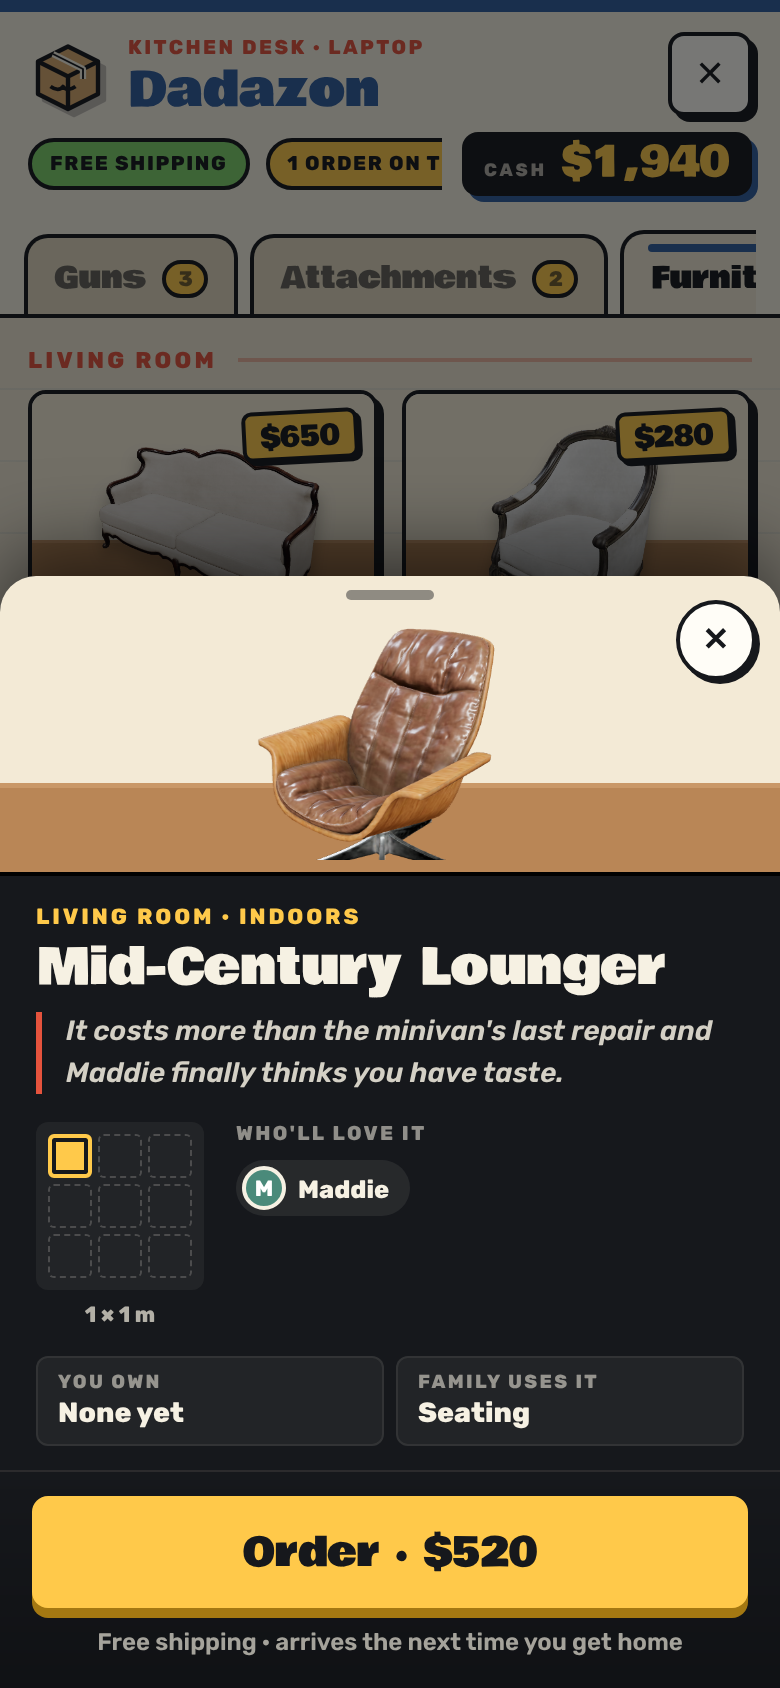 KITCHEN DESK · LAPTOP
Dadazon
×
FREE SHIPPING
1 ORDER ON T
CASH $1,940
Guns 3
Attachments 2
Furnit
LIVING ROOM
$650
$280
×
LIVING ROOM · INDOORS
Mid-Century Lounger
It costs more than the minivan's last repair and
Maddie finally thinks you have taste.
WHO'LL LOVE IT
M Maddie
1×1m
YOU OWN
None yet
FAMILY USES IT
Seating
Order · $520
Free shipping · arrives the next time you get home